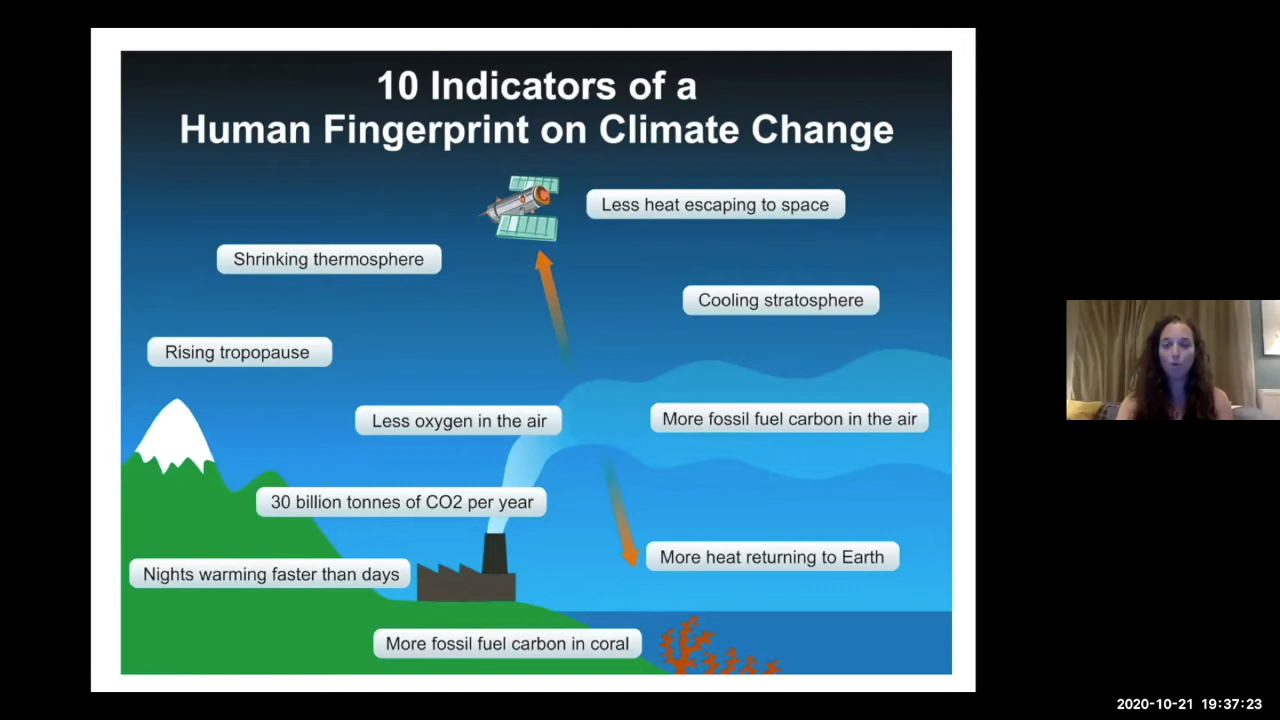 10 Indicators of a
Human Fingerprint on Climate Change
Less heat escaping to space
Shrinking thermosphere
Cooling stratosphere
Rising tropopause
Less oxygen in the air
More fossil fuel carbon in the air
30 billion tonnes of CO2 per year
More heat returning to Earth
Nights warming faster than days
More fossil fuel carbon in coral
2020-10-21 19:37:23